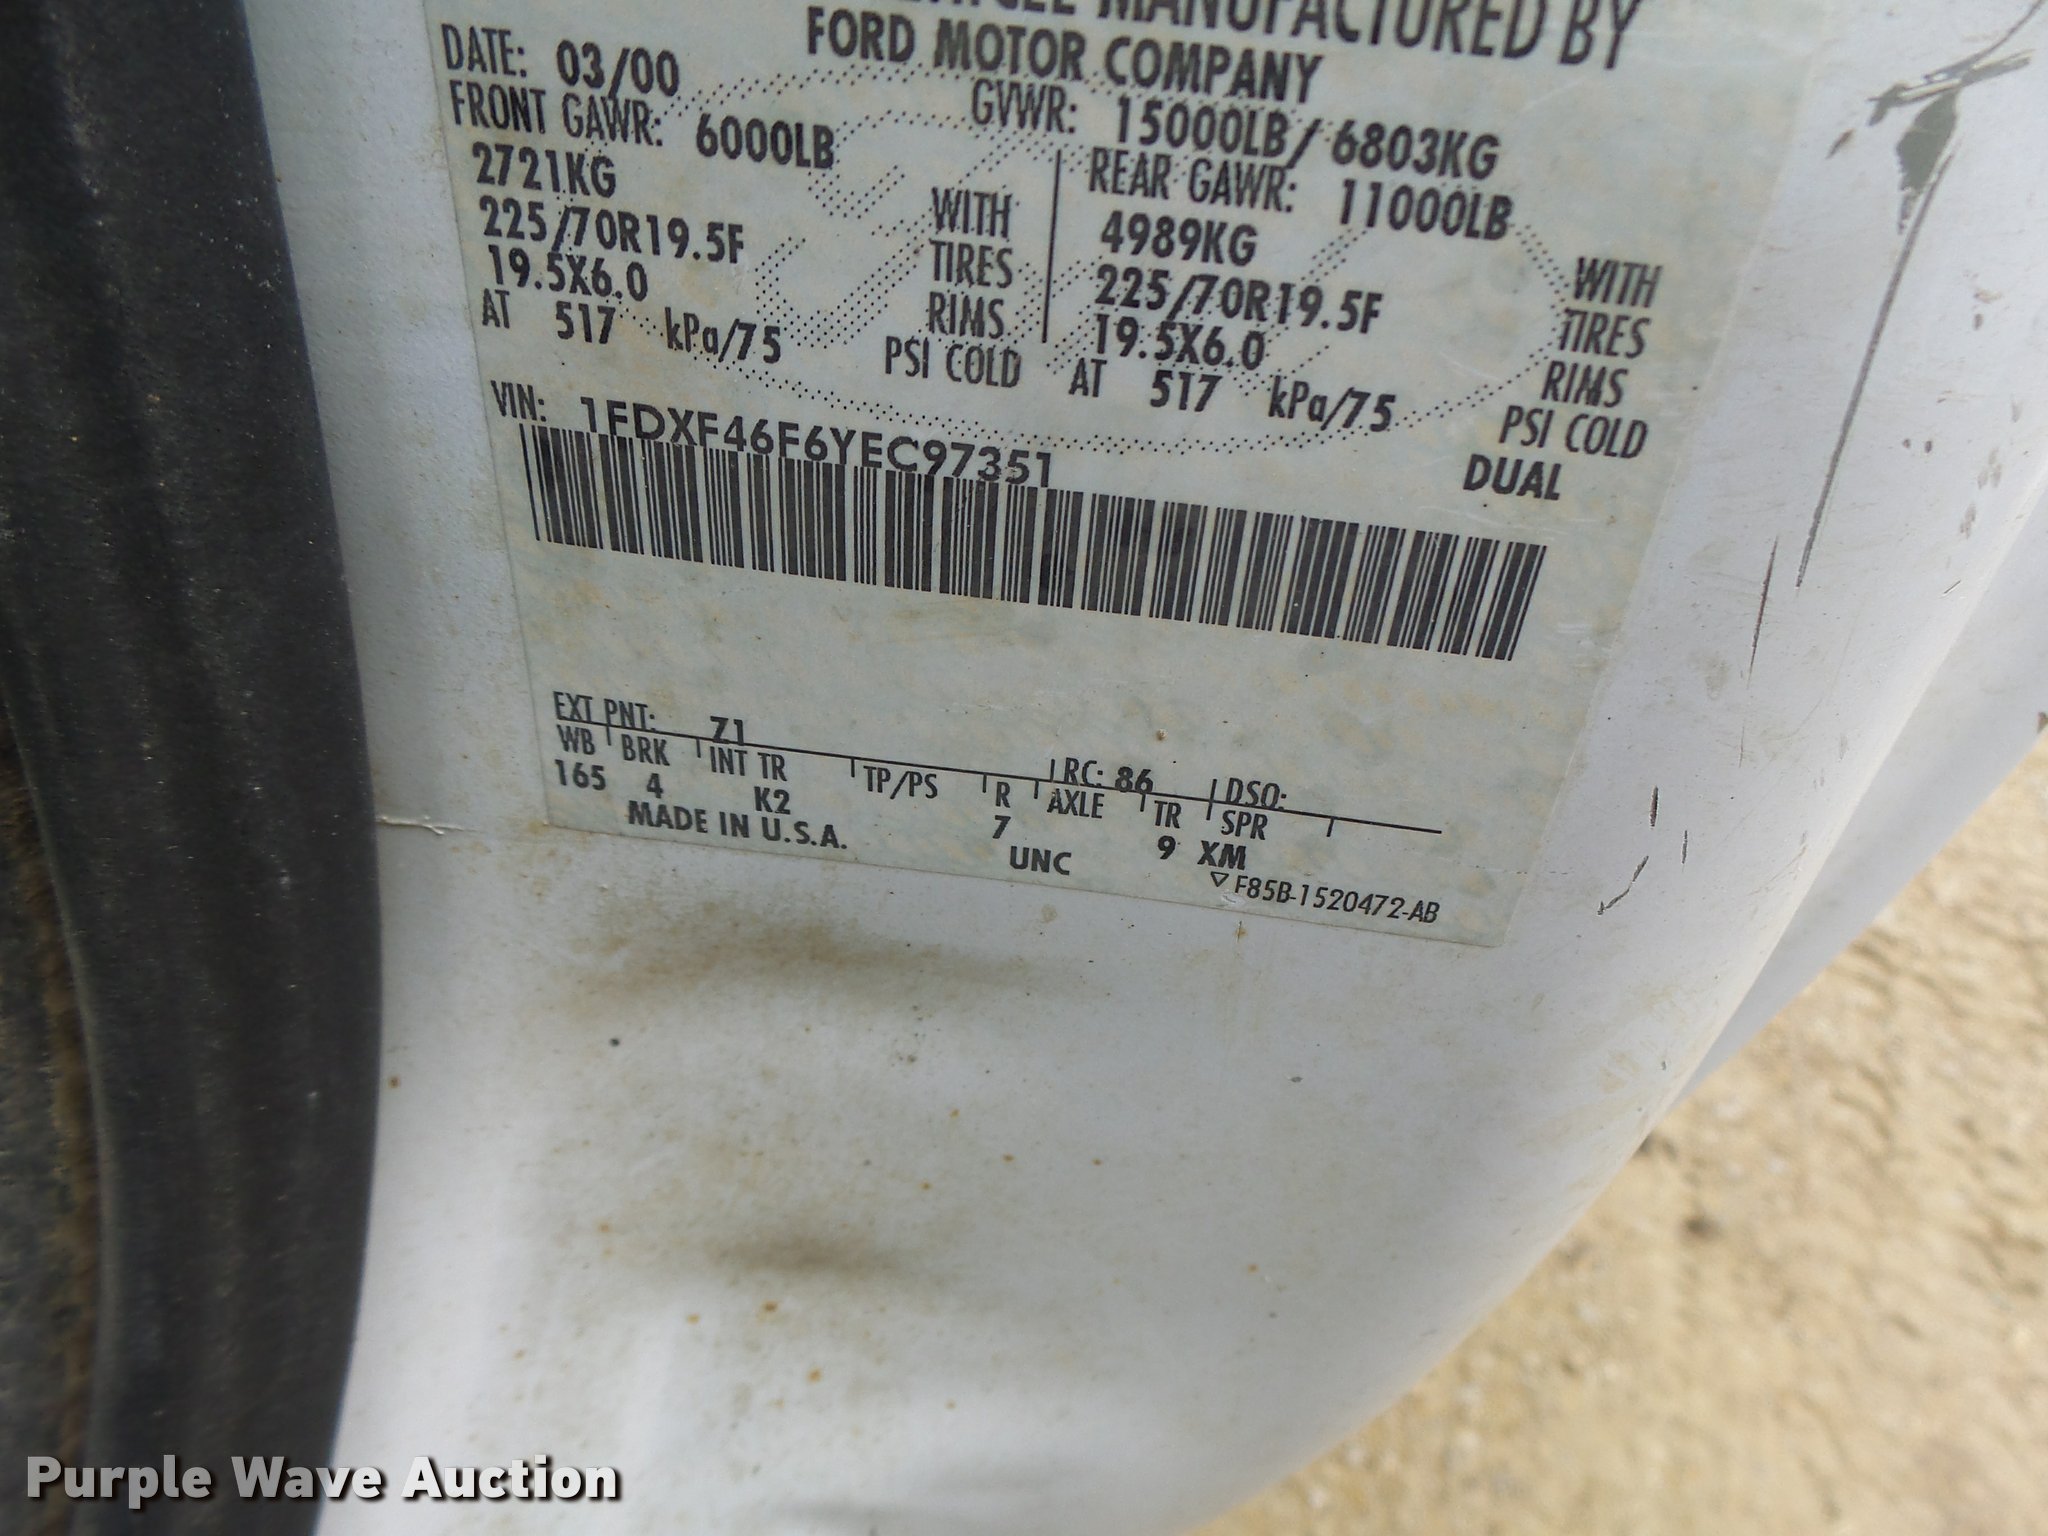 VEHICLE MANUFACTURED BY
FORD MOTOR COMPANY
DATE: 03/00 GVWR: 15000LB / 6803KG
FRONT GAWR: 6000LB REAR GAWR: 11000LB
2721KG WITH 4989KG WITH
225/70R19.5F TIRES 225/70R19.5F TIRES
19.5X6.0 RIMS 19.5X6.0 RIMS
AT 517 kPa/75 PSI COLD AT 517 kPa/75 PSI COLD
DUAL
VIN: 1FDXF46F6YEC97351
EXT PNT: Z1 RC: 86 DSO:
WB BRK INT TR TP/PS R AXLE TR SPR
165 4 K2 7 9 XM
MADE IN U.S.A. UNC
F85B-1520472-AB
Purple Wave Auction